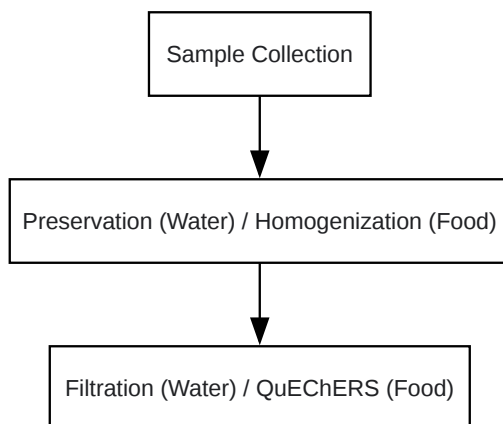 Sample Collection
Preservation (Water) / Homogenization (Food)
Filtration (Water) / QuEChERS (Food)